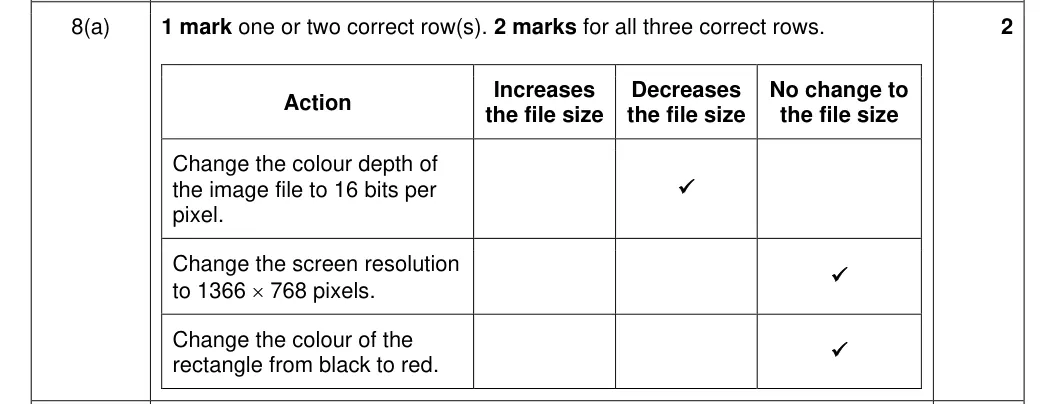 8(a) 1 mark one or two correct row(s). 2 marks for all three correct rows. 2
Action Increases the file size Decreases the file size No change to the file size
Change the colour depth of
the image file to 16 bits per ✓
pixel.
Change the screen resolution
to 1366 × 768 pixels. ✓
Change the colour of the
rectangle from black to red. ✓